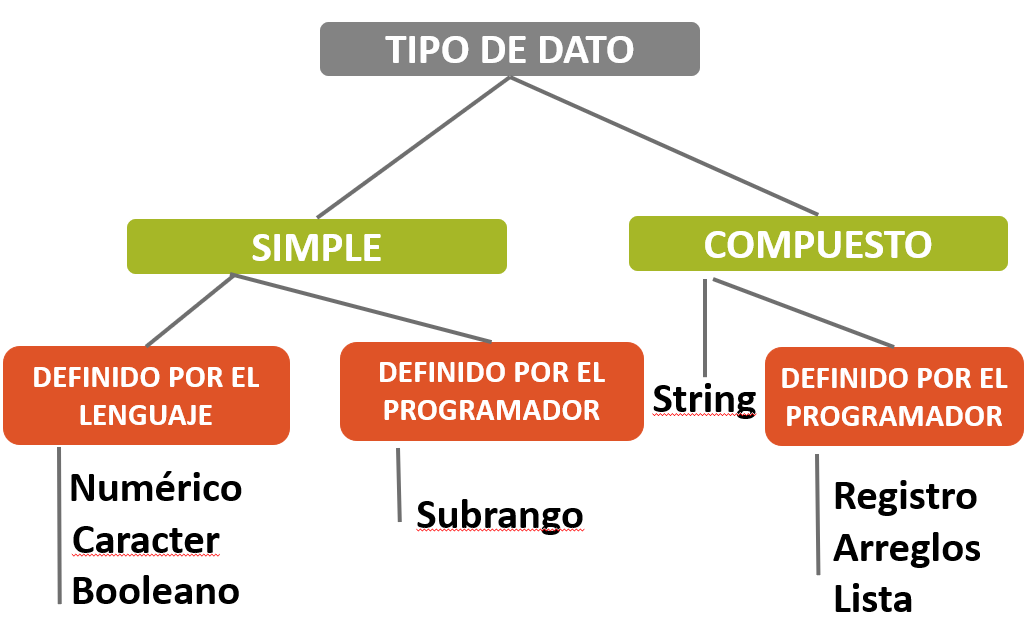 TIPO DE DATO
SIMPLE
COMPUESTO
DEFINIDO POR EL
LENGUAJE
Numérico
Caracter
Booleano
DEFINIDO POR EL
PROGRAMADOR
Subrango
String
DEFINIDO POR EL
PROGRAMADOR
Registro
Arreglos
Lista